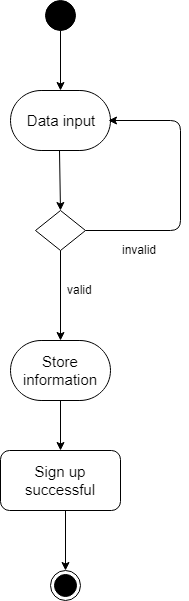 Data input
invalid
valid
Store
information
Sign up
successful